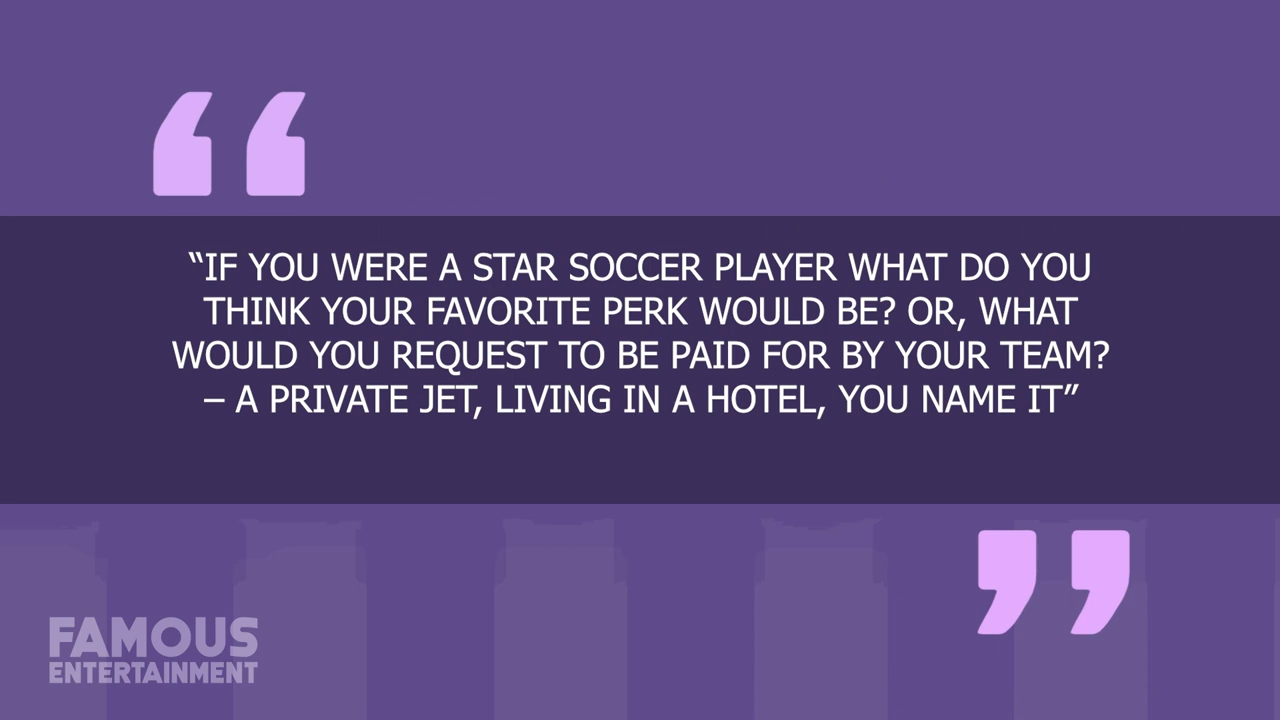 “IF YOU WERE A STAR SOCCER PLAYER WHAT DO YOU
THINK YOUR FAVORITE PERK WOULD BE? OR, WHAT
WOULD YOU REQUEST TO BE PAID FOR BY YOUR TEAM?
– A PRIVATE JET, LIVING IN A HOTEL, YOU NAME IT”
FAMOUS
ENTERTAINMENT